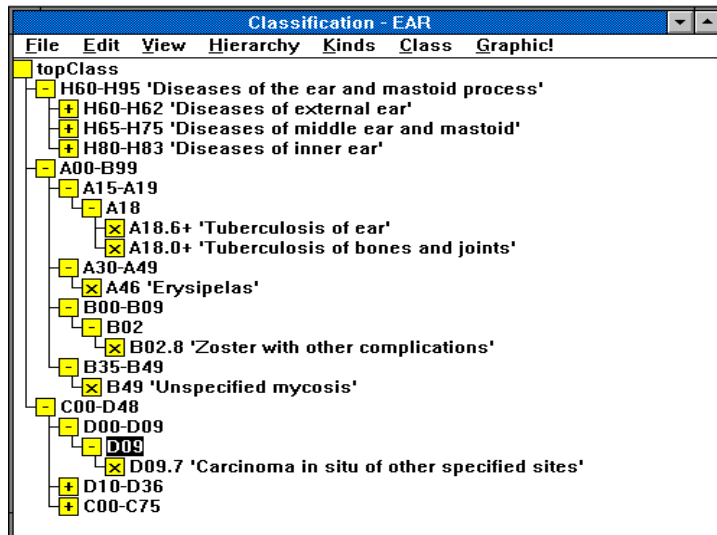 Classification - EAR
File Edit View Hierarchy Kinds Class Graphic!
topClass
H60-H95 'Diseases of the ear and mastoid process'
H60-H62 'Diseases of external ear'
H65-H75 'Diseases of middle ear and mastoid'
H80-H83 'Diseases of inner ear'
A00-B99
A15-A19
A18
A18.6+ 'Tuberculosis of ear'
A18.0+ 'Tuberculosis of bones and joints'
A30-A49
A46 'Erysipelas'
B00-B09
B02
B02.8 'Zoster with other complications'
B35-B49
B49 'Unspecified mycosis'
C00-D48
D00-D09
D09
D09.7 'Carcinoma in situ of other specified sites'
D10-D36
C00-C75